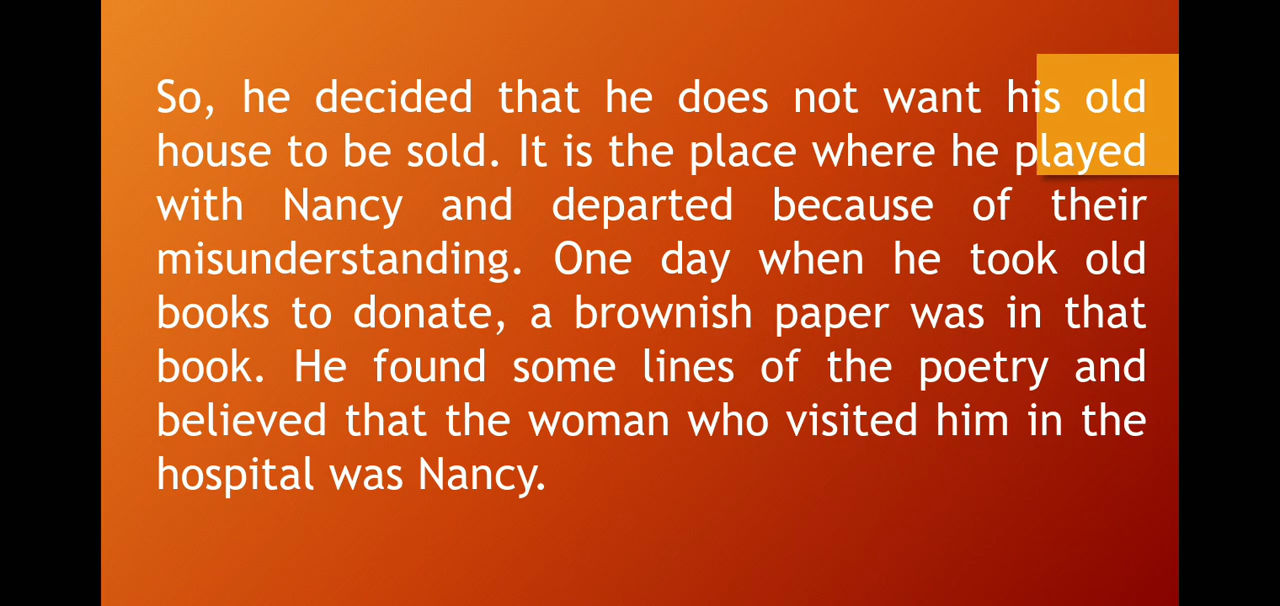 So, he decided that he does not want his old
house to be sold. It is the place where he played
with Nancy and departed because of their
misunderstanding. One day when he took old
books to donate, a brownish paper was in that
book. He found some lines of the poetry and
believed that the woman who visited him in the
hospital was Nancy.